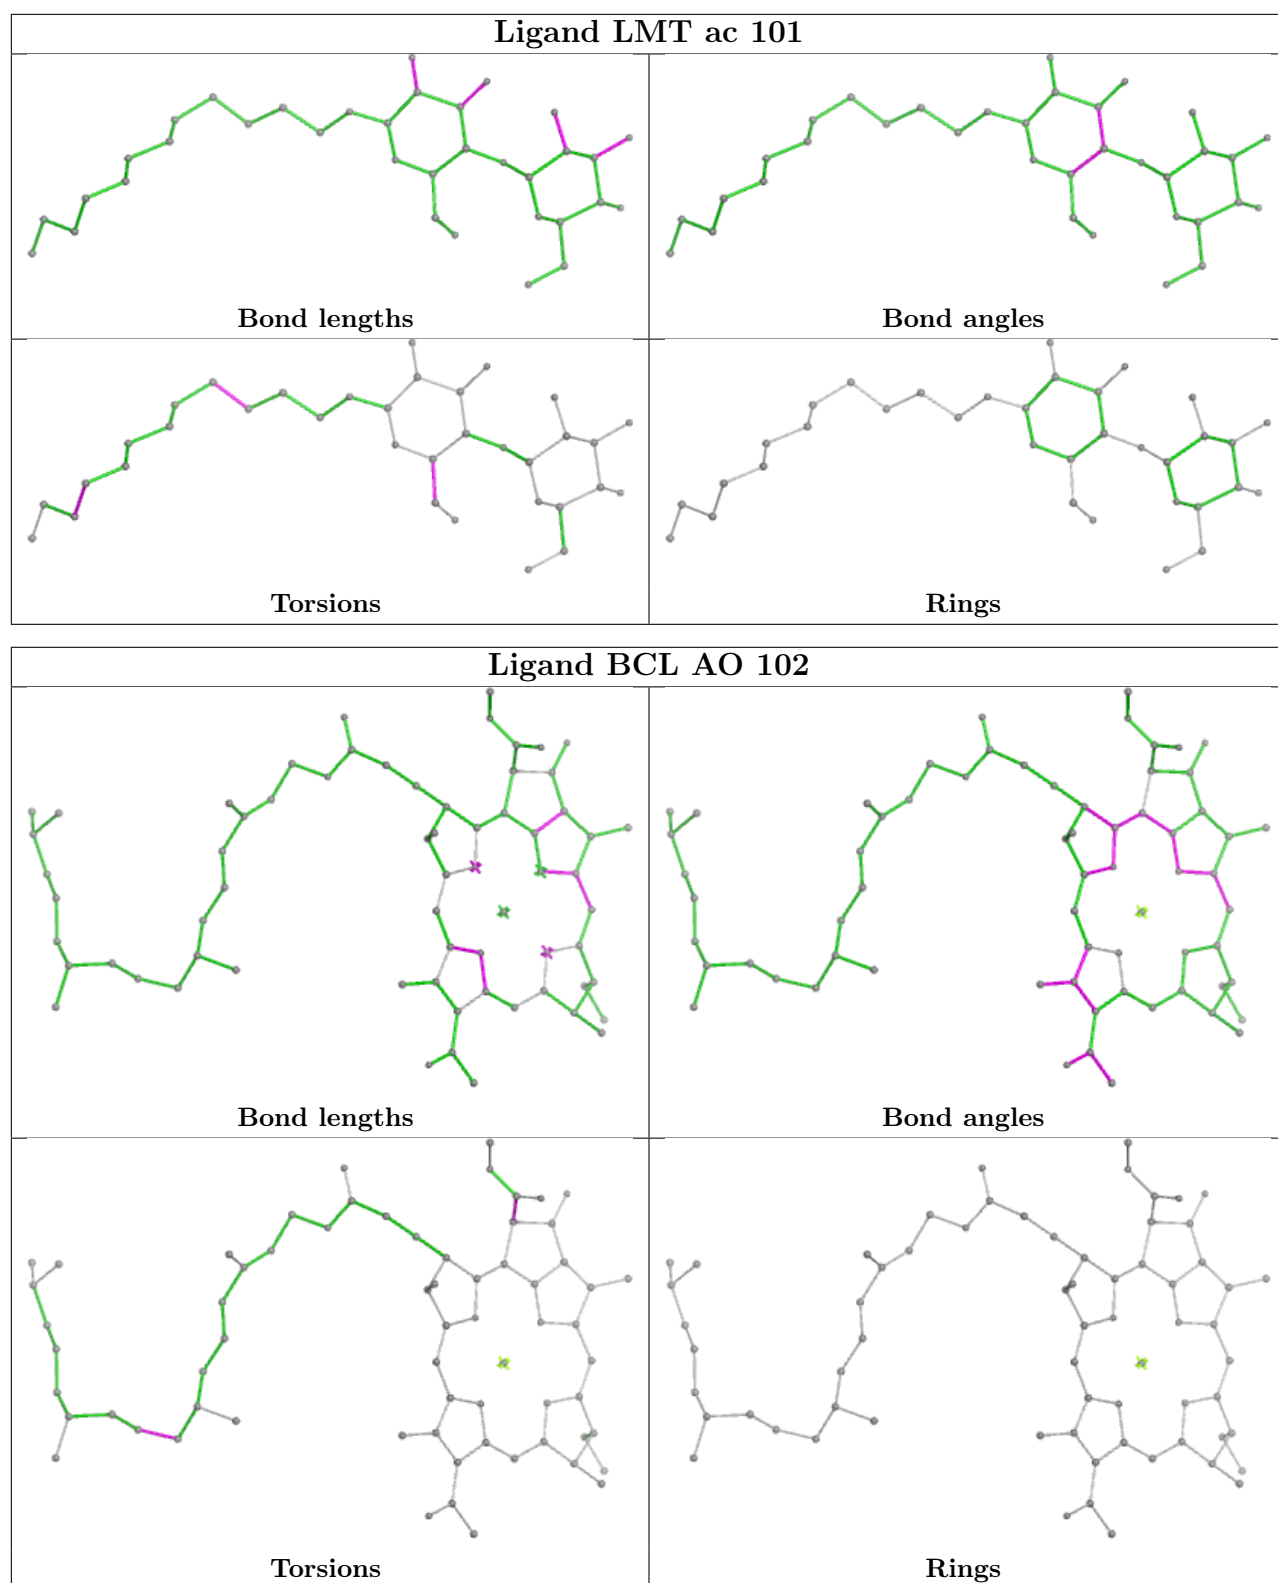 Ligand LMT ac 101
Bond lengths
Bond angles
Torsions
Rings
Ligand BCL AO 102
Bond lengths
Bond angles
Torsions
Rings